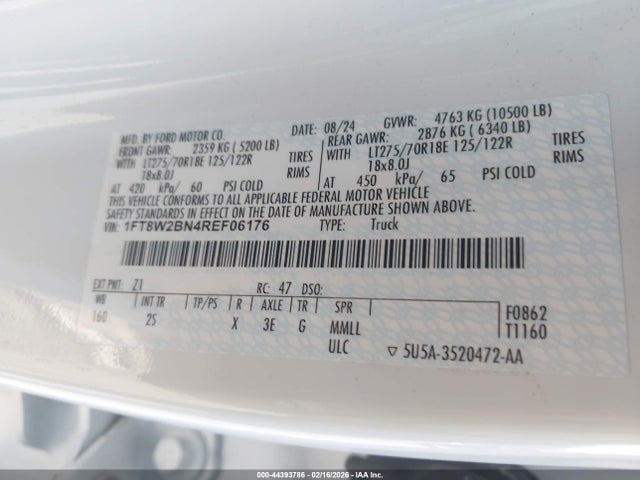 MFD. BY FORD MOTOR CO.
DATE: 08/24 GVWR: 4763 KG (10500 LB)
FRONT GAWR: 2359 KG ( 5200 LB)
REAR GAWR: 2876 KG ( 6340 LB)
WITH LT275/70R18E 125/122R TIRES
WITH LT275/70R18E 125/122R TIRES
18x8.0J RIMS
18x8.0J RIMS
AT 420 kPa/ 60 PSI COLD
AT 450 kPa/ 65 PSI COLD
THIS VEHICLE CONFORMS TO ALL APPLICABLE FEDERAL MOTOR VEHICLE
SAFETY STANDARDS IN EFFECT ON THE DATE OF MANUFACTURE SHOWN ABOVE.
VIN: 1FT8W2BN4REF06176 TYPE: Truck
EXT PNT: Z1 RC: 47 DSO:
WB INT TR TP/PS R AXLE TR SPR F0862
160 2S X 3E G MMLL T1160
ULC ▽ 5U5A-3520472-AA
000-44393786 | 02/16/2026 | IAA Inc.